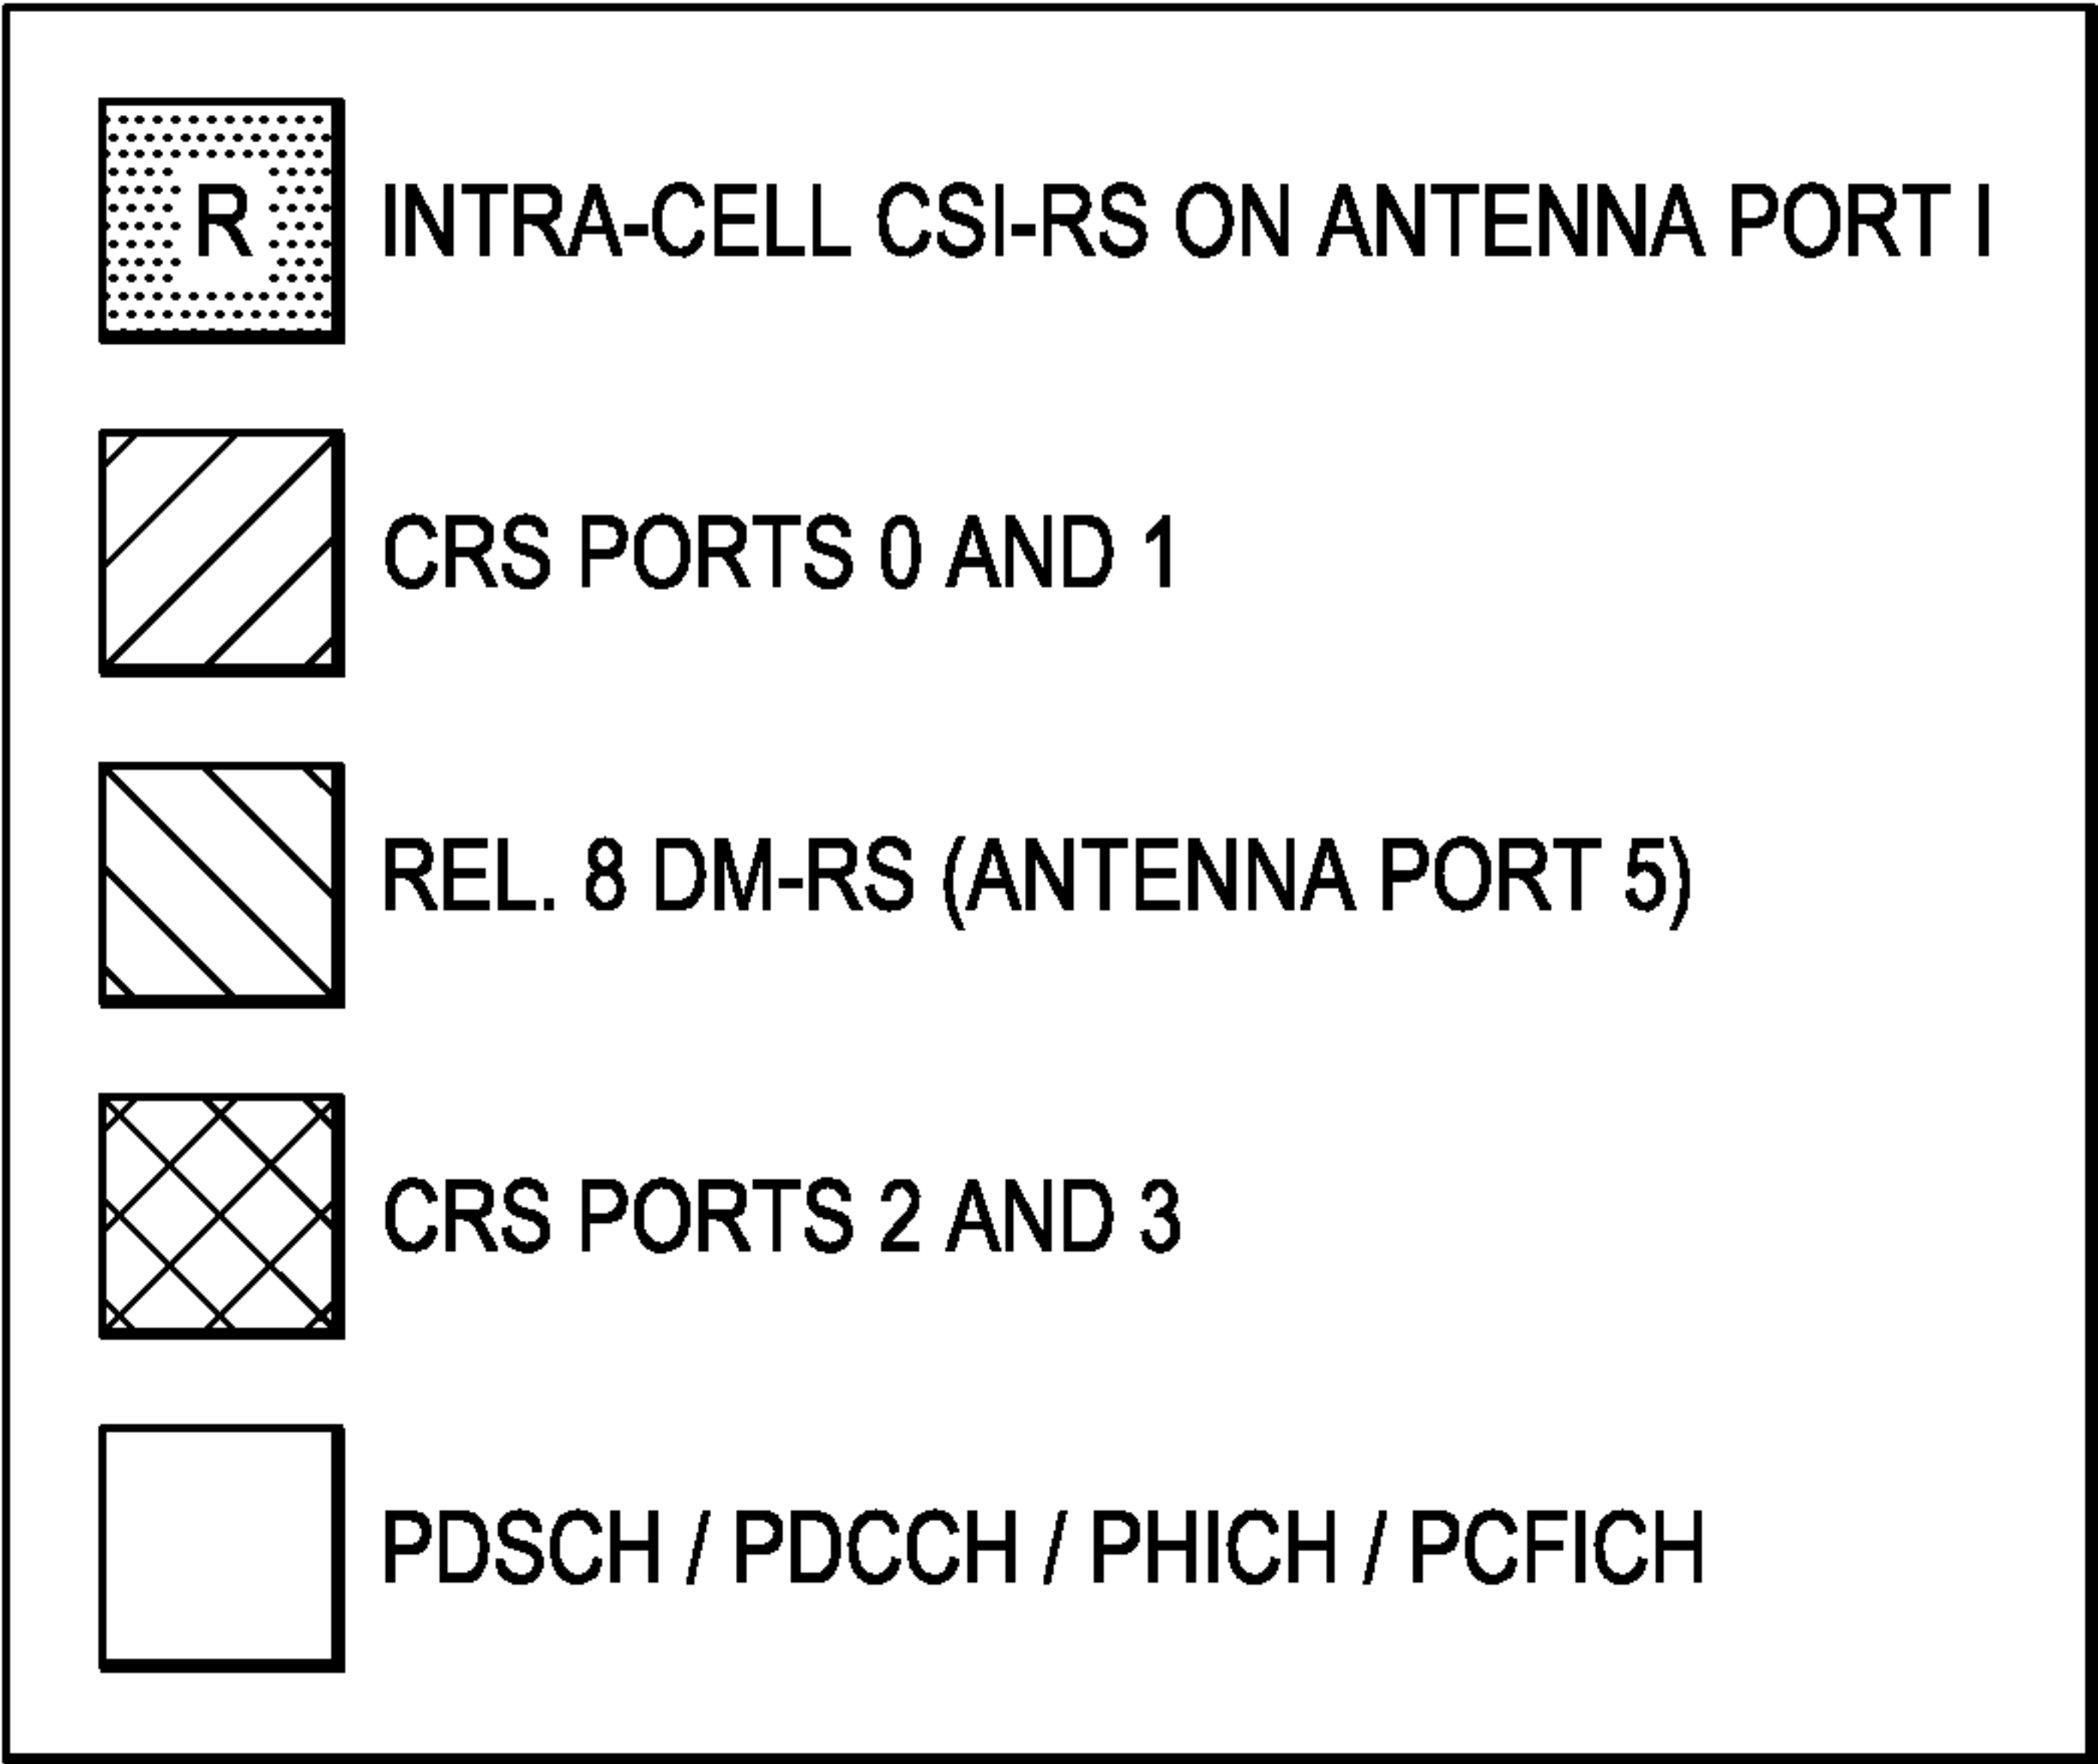 R INTRA-CELL CSI-RS ON ANTENNA PORT I
CRS PORTS 0 AND 1
REL. 8 DM-RS (ANTENNA PORT 5)
CRS PORTS 2 AND 3
PDSCH / PDCCH / PHICH / PCFICH